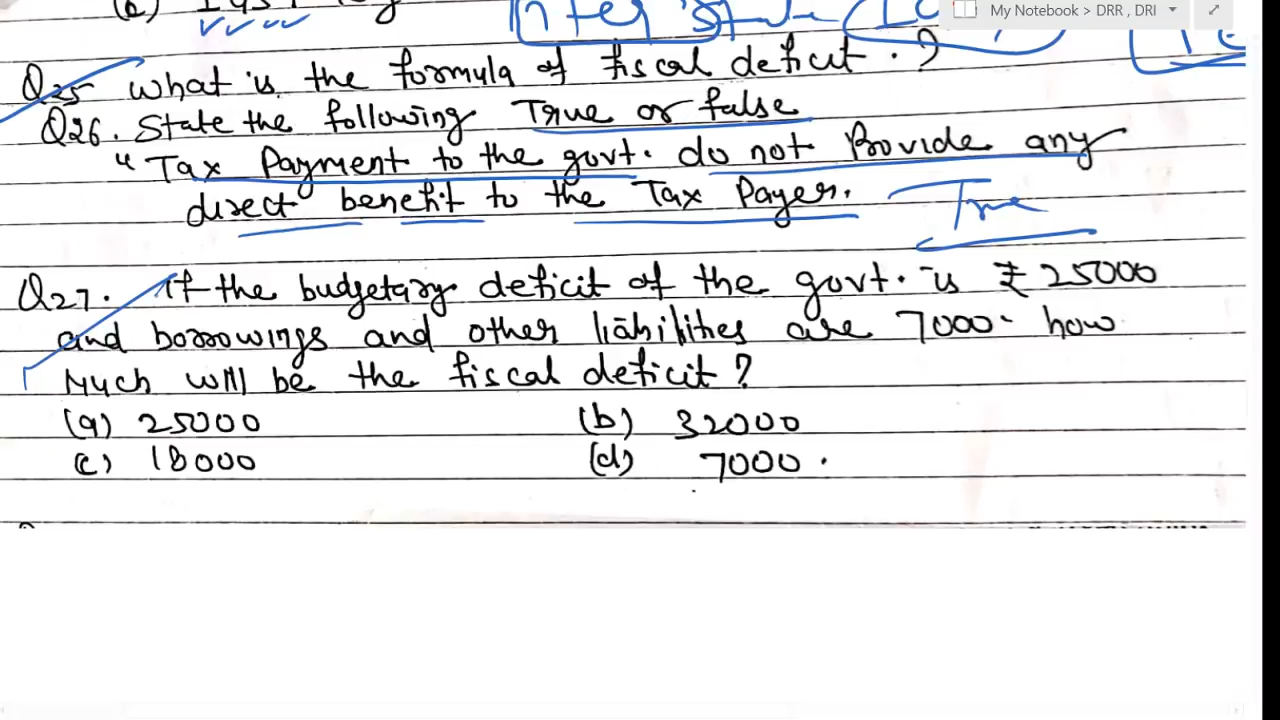 My Notebook > DRR , DRI
Q25 What is the formula of fiscal deficit . ?
Q26. State the following True or false
" Tax Payment to the govt. do not Provide any
direct benefit to the Tax Payer. True
Q27. If the budgetary deficit of the govt. is ₹ 25000
and borrowings and other liabilities are 7000. how
Much will be the fiscal deficit ?
(a) 25000 (b) 32000
(c) 18000 (d) 7000 .